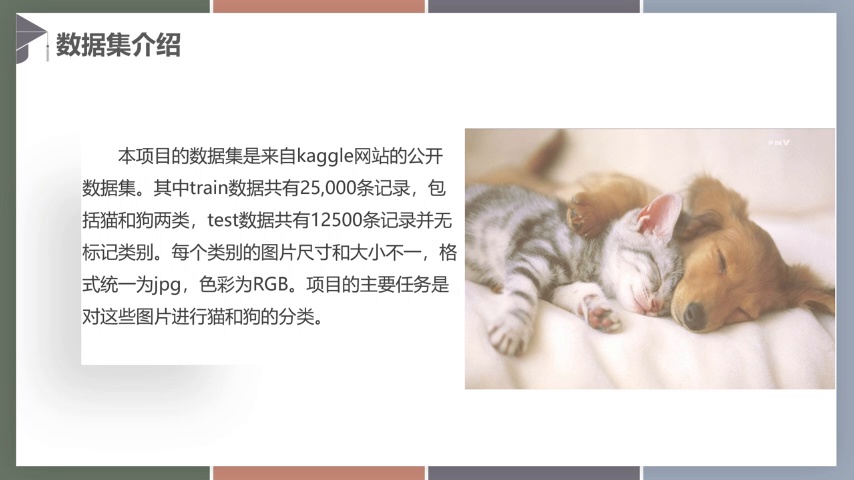 数据集介绍
本项目的数据集是来自kaggle网站的公开
数据集。其中train数据共有25,000条记录，包
括猫和狗两类，test数据共有12500条记录并无
标记类别。每个类别的图片尺寸和大小不一，格
式统一为jpg，色彩为RGB。项目的主要任务是
对这些图片进行猫和狗的分类。